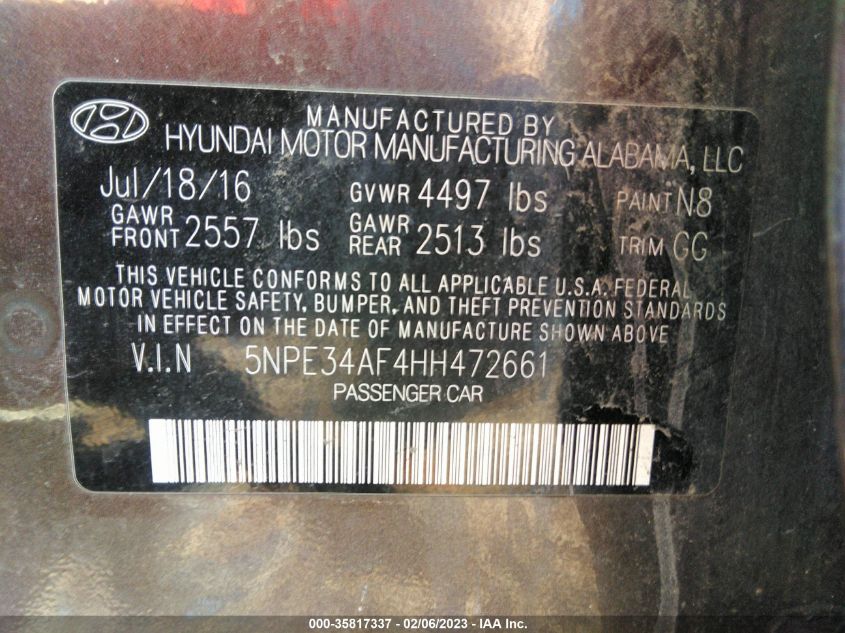 MANUFACTURED BY
HYUNDAI MOTOR MANUFACTURING ALABAMA, LLC
Jul/18/16 GVWR 4497 lbs PAINT N8
GAWR FRONT 2557 lbs GAWR REAR 2513 lbs TRIM GG
THIS VEHICLE CONFORMS TO ALL APPLICABLE U.S.A. FEDERAL
MOTOR VEHICLE SAFETY, BUMPER, AND THEFT PREVENTION STANDARDS
IN EFFECT ON THE DATE OF MANUFACTURE SHOWN ABOVE
V.I.N 5NPE34AF4HH472661
PASSENGER CAR
000-35817337 - 02/06/2023 - IAA Inc.